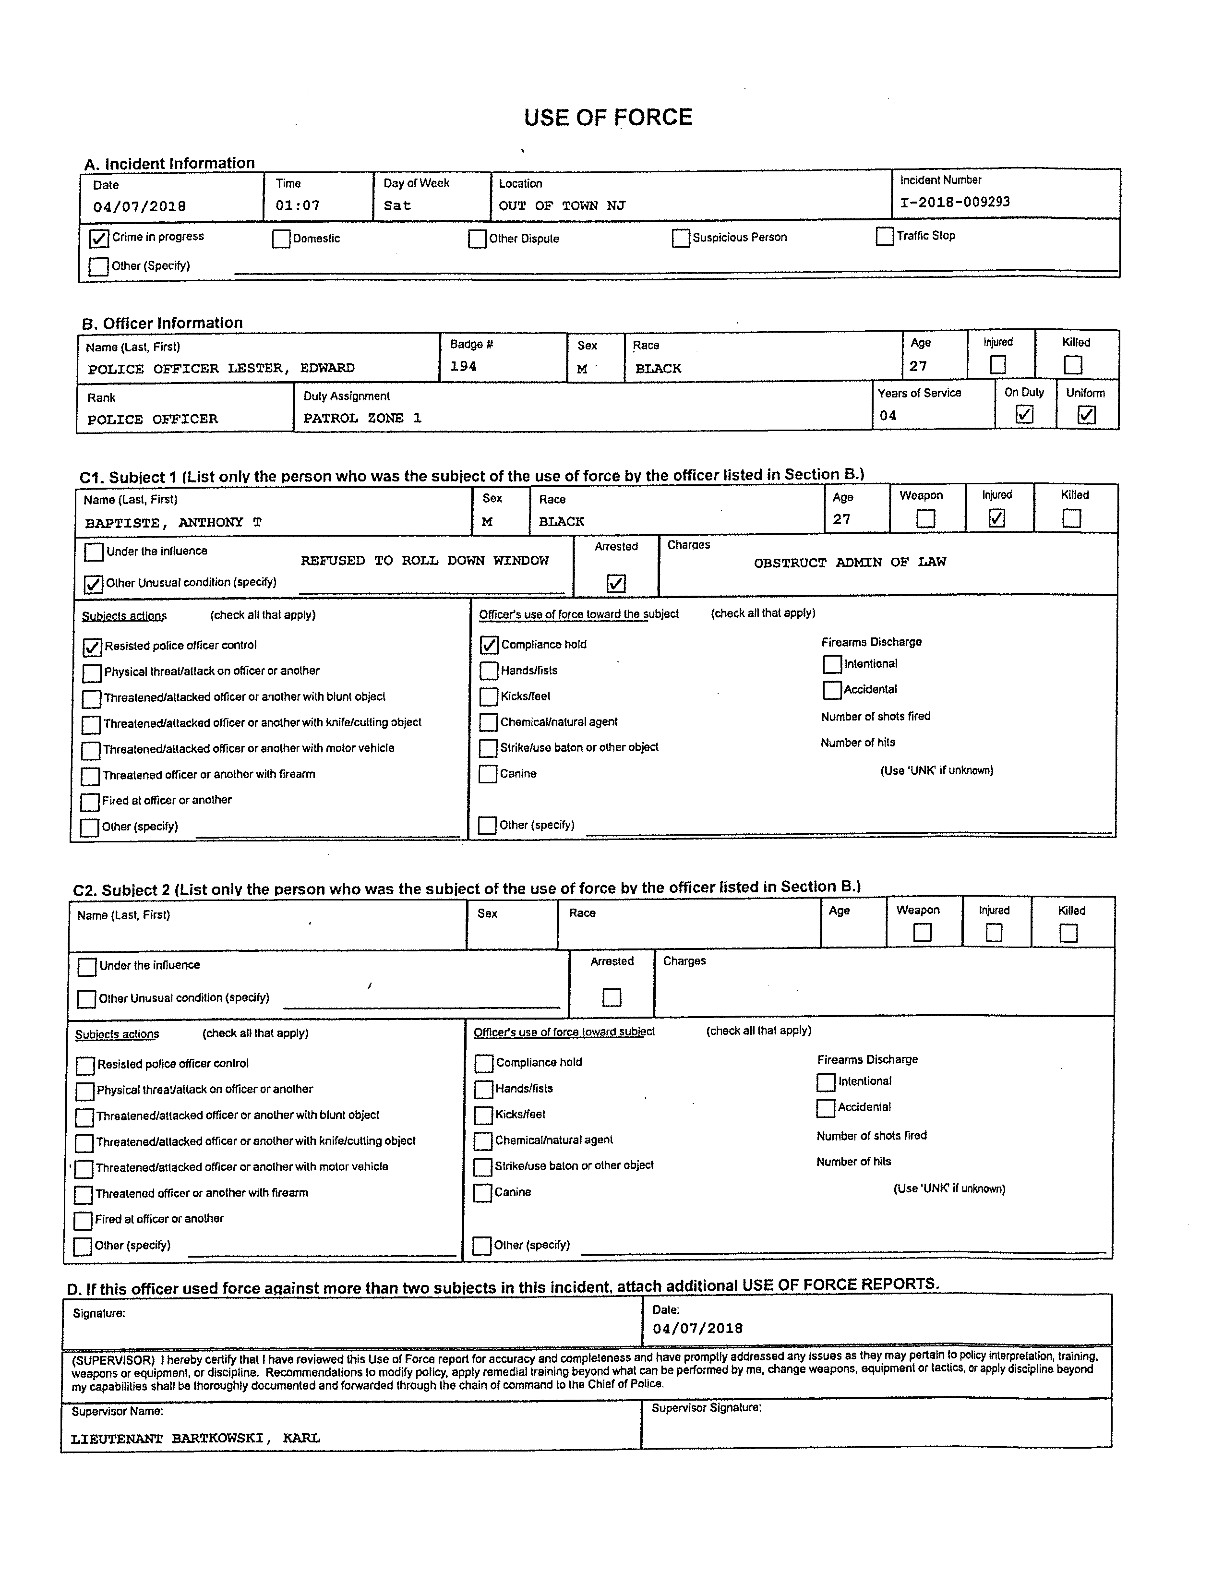 USE OF FORCE
A. Incident Information
Date Time Day of Week Location Incident Number
04/07/2018 01:07 Sat OUT OF TOWN NJ I-2018-009293
Crime in progress Domestic Other Dispute Suspicious Person Traffic Stop
Other (Specify)
B. Officer Information
Name (Last, First) Badge # Sex Race Age Injured Killed
POLICE OFFICER LESTER, EDWARD 194 M BLACK 27
Rank Duty Assignment Years of Service On Duty Uniform
POLICE OFFICER PATROL ZONE 1 04
C1. Subject 1 (List only the person who was the subject of the use of force by the officer listed in Section B.)
Name (Last, First) Sex Race Age Weapon Injured Killed
BAPTISTE, ANTHONY T M BLACK 27
Under the influence REFUSED TO ROLL DOWN WINDOW Arrested Charges OBSTRUCT ADMIN OF LAW
Other Unusual condition (specify)
Subjects actions (check all that apply) Officer's use of force toward the subject (check all that apply)
Resisted police officer control Compliance hold Firearms Discharge
Physical threat/attack on officer or another Hands/fists Intentional
Threatened/attacked officer or another with blunt object Kicks/feet Accidental
Threatened/attacked officer or another with knife/cutting object Chemical/natural agent Number of shots fired
Threatened/attacked officer or another with motor vehicle Strike/use baton or other object Number of hits
Threatened officer or another with firearm Canine (Use 'UNK' if unknown)
Fired at officer or another
Other (specify) Other (specify)
C2. Subject 2 (List only the person who was the subject of the use of force by the officer listed in Section B.)
Name (Last, First) Sex Race Age Weapon Injured Killed
Under the influence Arrested Charges
Other Unusual condition (specify)
Subjects actions (check all that apply) Officer's use of force toward subject (check all that apply)
Resisted police officer control Compliance hold Firearms Discharge
Physical threat/attack on officer or another Hands/fists Intentional
Threatened/attacked officer or another with blunt object Kicks/feet Accidental
Threatened/attacked officer or another with knife/cutting object Chemical/natural agent Number of shots fired
Threatened/attacked officer or another with motor vehicle Strike/use baton or other object Number of hits
Threatened officer or another with firearm Canine (Use 'UNK' if unknown)
Fired at officer or another
Other (specify) Other (specify)
D. If this officer used force against more than two subjects in this incident, attach additional USE OF FORCE REPORTS.
Signature: Date:
04/07/2018
(SUPERVISOR) I hereby certify that I have reviewed this Use of Force report for accuracy and completeness and have promptly addressed any issues as they may pertain to policy interpretation, training,
weapons or equipment, or discipline. Recommendations to modify policy, apply remedial training beyond what can be performed by me, change weapons, equipment or tactics, or apply discipline beyond
my capabilities shall be thoroughly documented and forwarded through the chain of command to the Chief of Police.
Supervisor Name: Supervisor Signature:
LIEUTENANT BARTKOWSKI, KARL